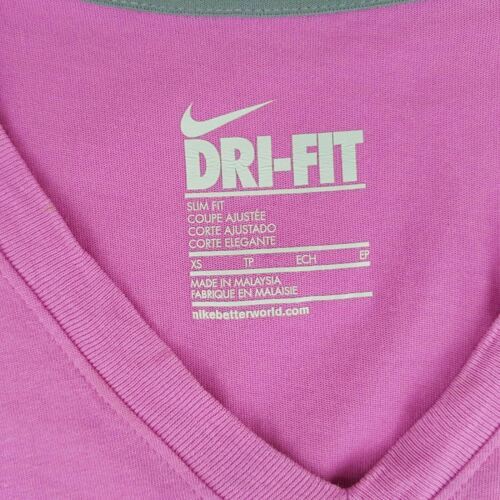 DRI-FIT
SLIM FIT
COUPE AJUSTÉE
CORTE AJUSTADO
CORTE ELEGANTE
XS TP ECH EP
MADE IN MALAYSIA
FABRIQUE EN MALAISIE
nikebetterworld.com